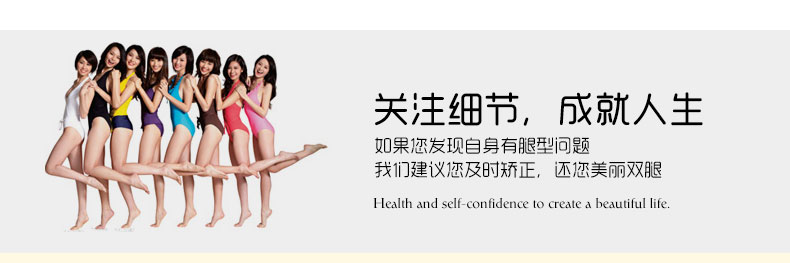 关注细节，成就人生
如果您发现自身有腿型问题
我们建议您及时矫正，还您美丽双腿
Health and self-confidence to create a beautiful life.